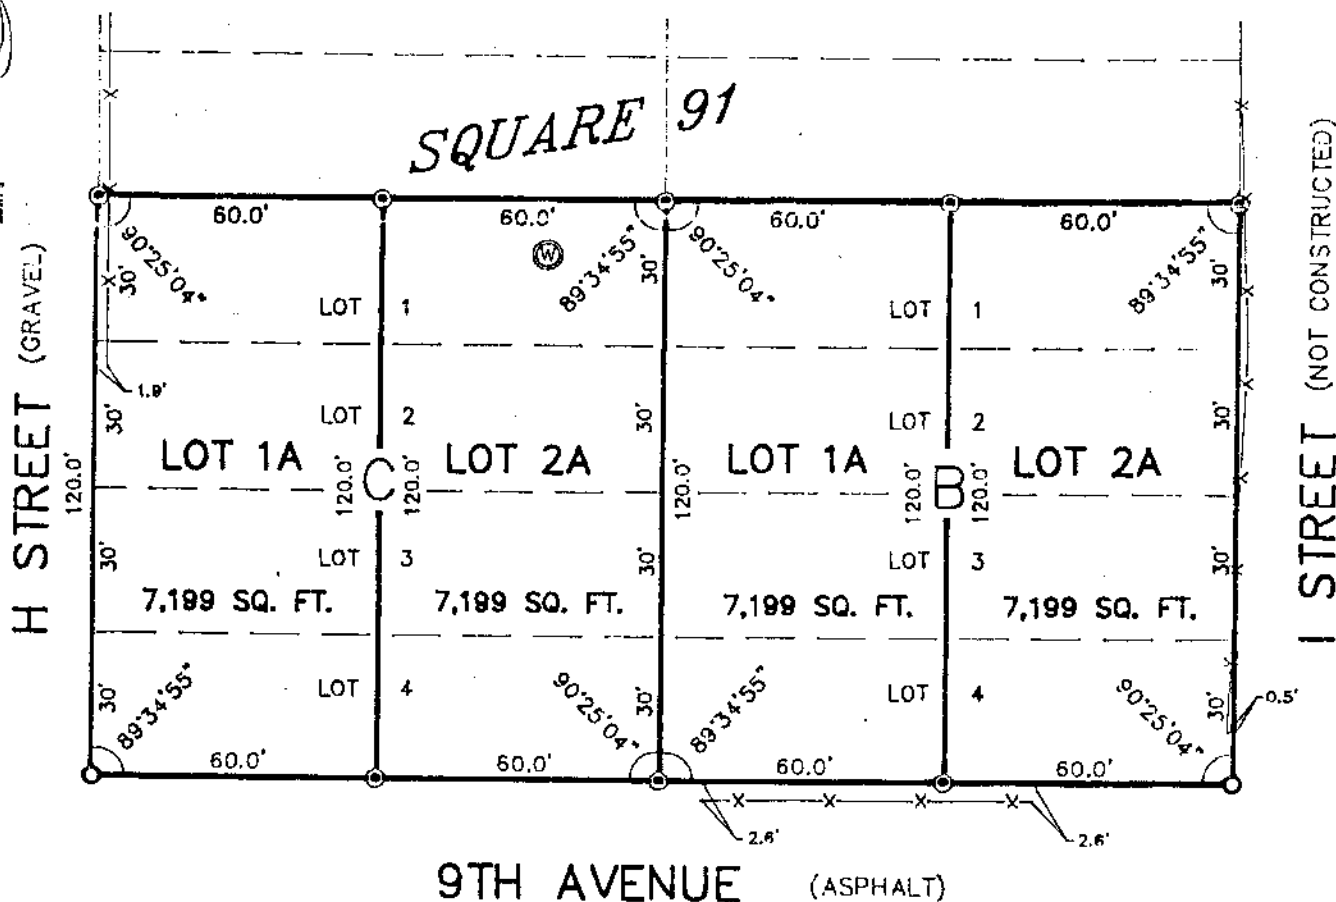 SQUARE 91
60.0' 60.0' 60.0' 60.0'
90°25'04" 89°34'55" 90°25'04" 89°34'55"
30' 30' 30'
W
LOT 1 LOT 1
1.9'
LOT 2 LOT 2
30' 30' 30'
LOT 1A LOT 2A LOT 1A LOT 2A
120.0' 120.0' C 120.0' 120.0' 120.0' B 120.0'
30' 30' 30'
LOT 3 LOT 3
7,199 SQ. FT. 7,199 SQ. FT. 7,199 SQ. FT. 7,199 SQ. FT.
LOT 4 LOT 4
30' 30' 30'
89°34'55" 90°25'04" 89°34'55" 90°25'04"
0.5'
60.0' 60.0' 60.0' 60.0'
2.6' 2.6'
H STREET (GRAVEL)
I STREET (NOT CONSTRUCTED)
9TH AVENUE (ASPHALT)